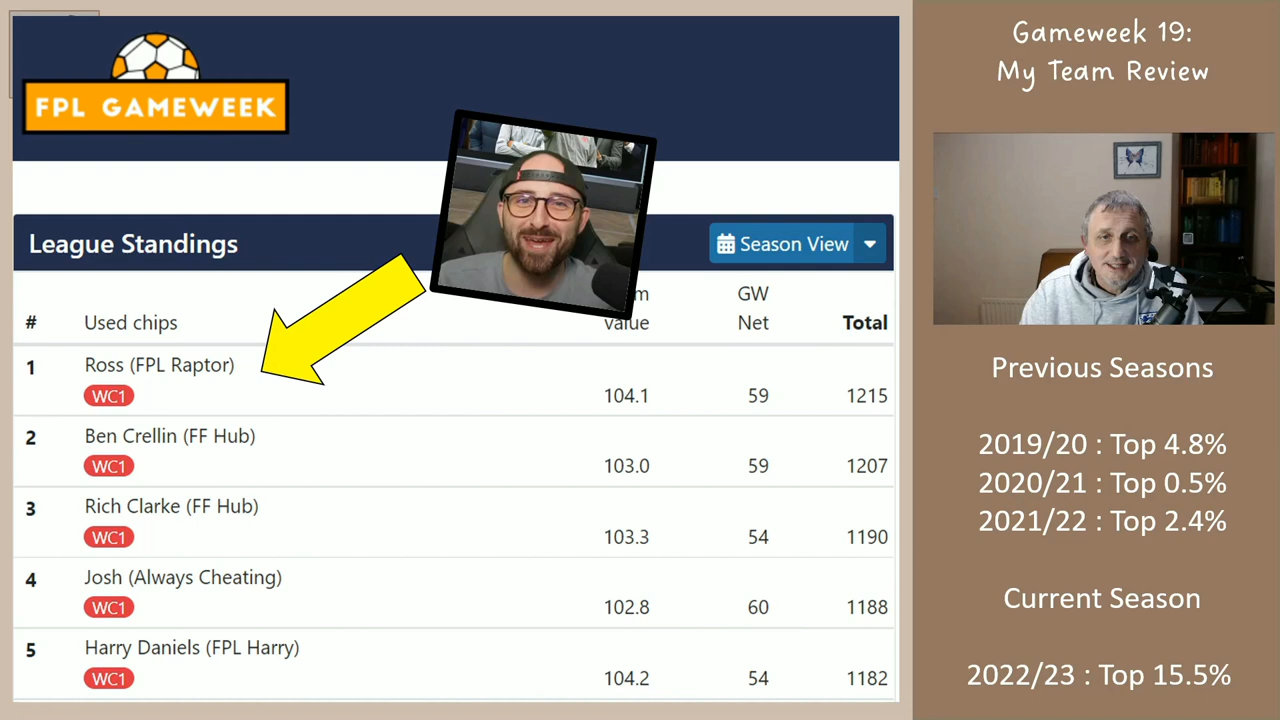 FPL GAMEWEEK
League Standings
Season View
# Used chips value GW Net Total
1 Ross (FPL Raptor)
WC1 104.1 59 1215
2 Ben Crellin (FF Hub)
WC1 103.0 59 1207
3 Rich Clarke (FF Hub)
WC1 103.3 54 1190
4 Josh (Always Cheating)
WC1 102.8 60 1188
5 Harry Daniels (FPL Harry)
WC1 104.2 54 1182
Gameweek 19:
My Team Review
Previous Seasons
2019/20 : Top 4.8%
2020/21 : Top 0.5%
2021/22 : Top 2.4%
Current Season
2022/23 : Top 15.5%